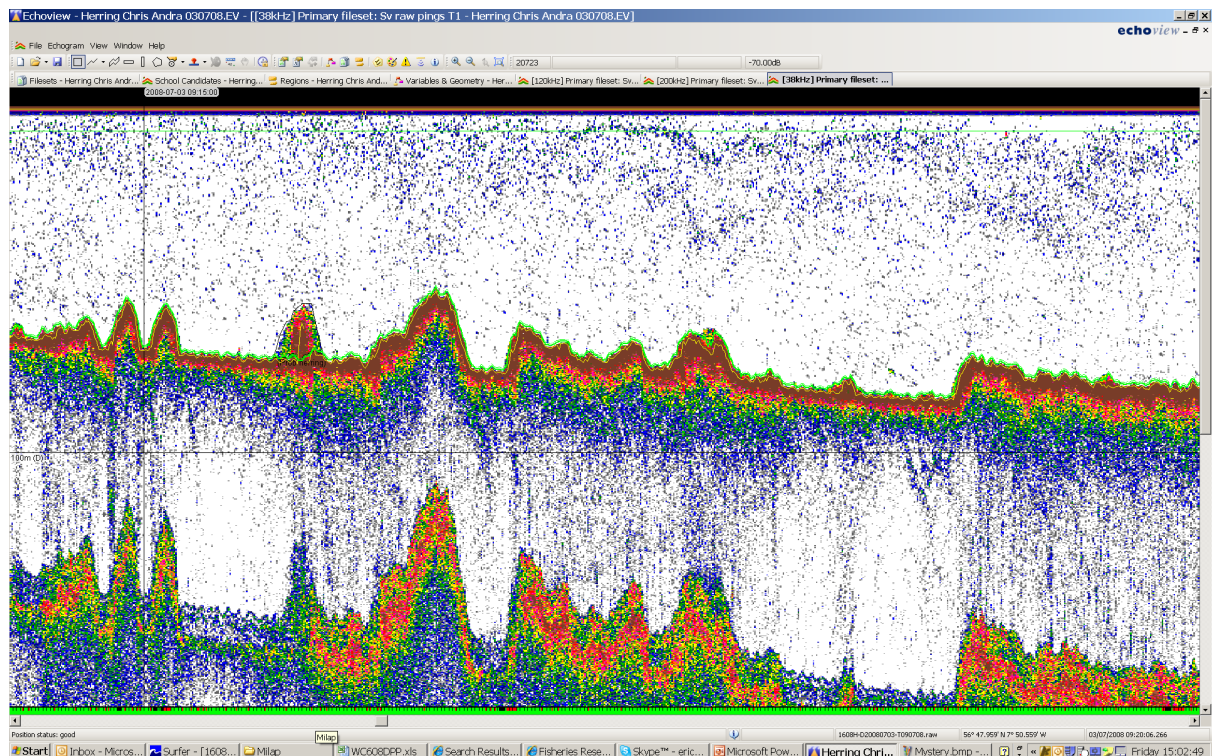 Echoview - Herring Chris Andra 030708.EV - [[38kHz] Primary fileset: Sv raw pings T1 - Herring Chris Andra 030708.EV]
echoview
File Echogram View Window Help
20723 -70.00dB
Filesets - Herring Chris Andr... School Candidates - Herring... Regions - Herring Chris And... Variables & Geometry - Her... [120kHz] Primary fileset: Sv... [200kHz] Primary fileset: Sv... [38kHz] Primary fileset: ...
2008-07-03 09:15:00
100m (D)
Position status: good 1608H-D20080703-T090708.raw 56° 47.959' N 7° 50.559' W 03/07/2008 09:20:06.266
Milap
Start Inbox - Micros... Surfer - [1608... Milap WC608DPP.xls Search Results... Fisheries Rese... Skype™ - eric... Microsoft Pow... Herring Chri... Mystery.bmp -... Friday 15:02:49